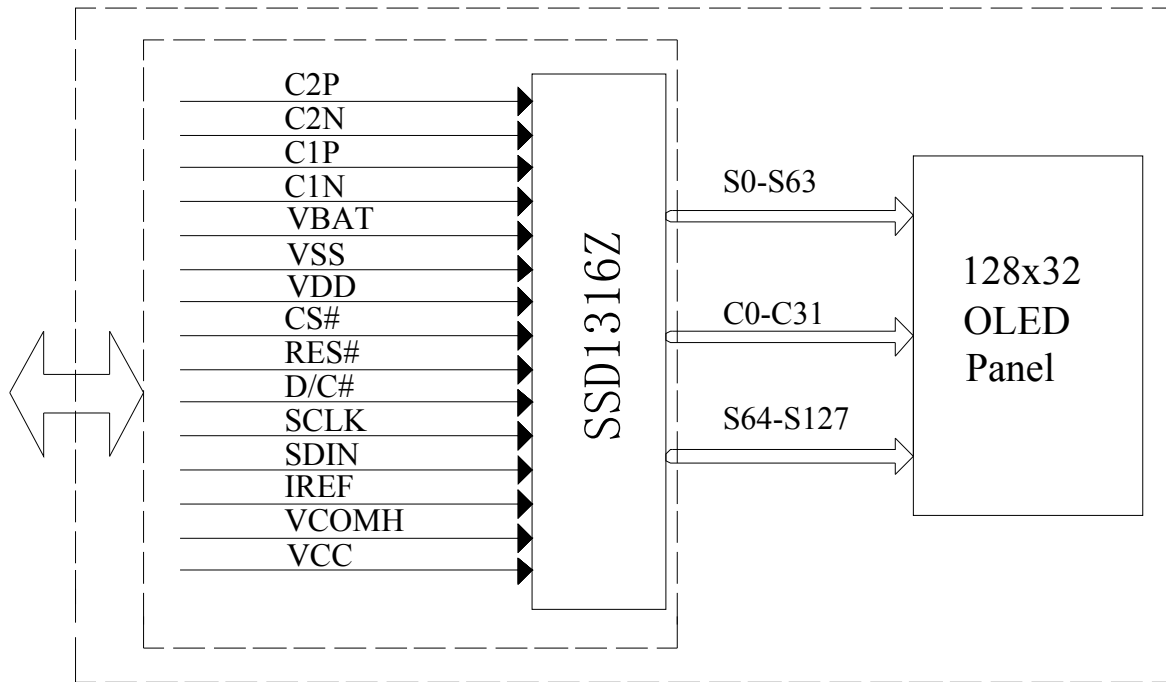 C2P
C2N
C1P
C1N
VBAT
VSS
VDD
CS#
RES#
D/C#
SCLK
SDIN
IREF
VCOMH
VCC
SSD1316Z
S0-S63
C0-C31
S64-S127
128x32
OLED
Panel